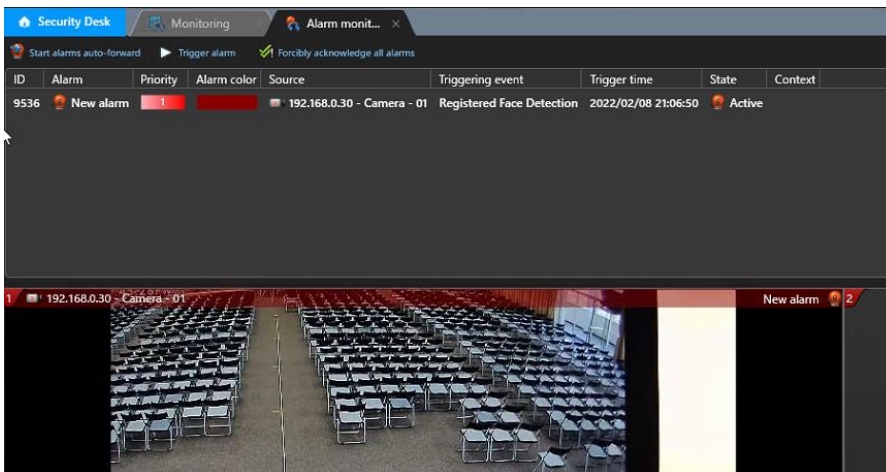 Security Desk Monitoring Alarm monit...
Start alarms auto-forward Trigger alarm Forcibly acknowledge all alarms
ID Alarm Priority Alarm color Source Triggering event Trigger time State Context
9536 New alarm 1 192.168.0.30 - Camera - 01 Registered Face Detection 2022/02/08 21:06:50 Active
1 192.168.0.30 - Camera - 01 New alarm 2